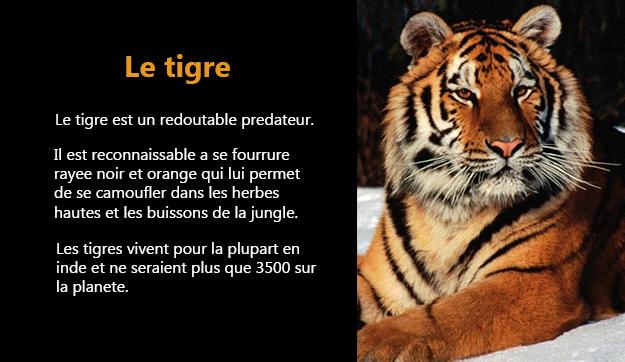 Le tigre
Le tigre est un redoutable predateur.
Il est reconnaissable a se fourrure
rayee noir et orange qui lui permet
de se camoufler dans les herbes
hautes et les buissons de la jungle.
Les tigres vivent pour la plupart en
inde et ne seraient plus que 3500 sur
la planete.